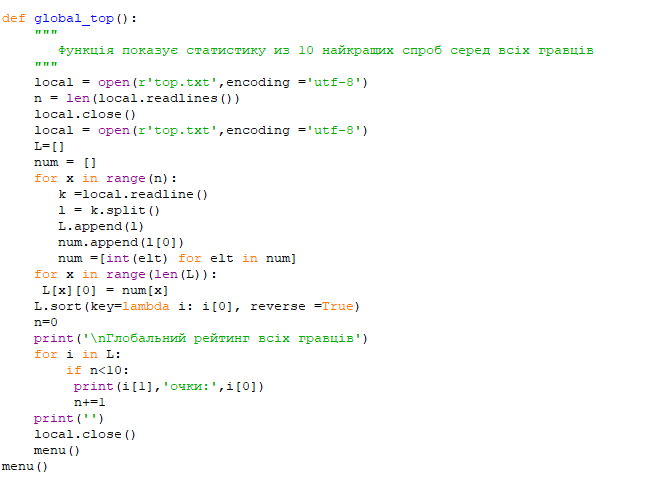 def global_top():
    """
       Функція показує статистику из 10 найкращих спроб серед всіх гравців
    """
    local = open(r'top.txt',encoding ='utf-8')
    n = len(local.readlines())
    local.close()
    local = open(r'top.txt',encoding ='utf-8')
    L=[]
    num = []
    for x in range(n):
       k =local.readline()
       l = k.split()
       L.append(l)
       num.append(l[0])
       num =[int(elt) for elt in num]
    for x in range(len(L)):
     L[x][0] = num[x]
    L.sort(key=lambda i: i[0], reverse =True)
    n=0
    print('\nГлобальний рейтинг всіх гравців')
    for i in L:
        if n<10:
         print(i[1],'очки:',i[0])
         n+=1
    print('')
    local.close()
    menu()
menu()